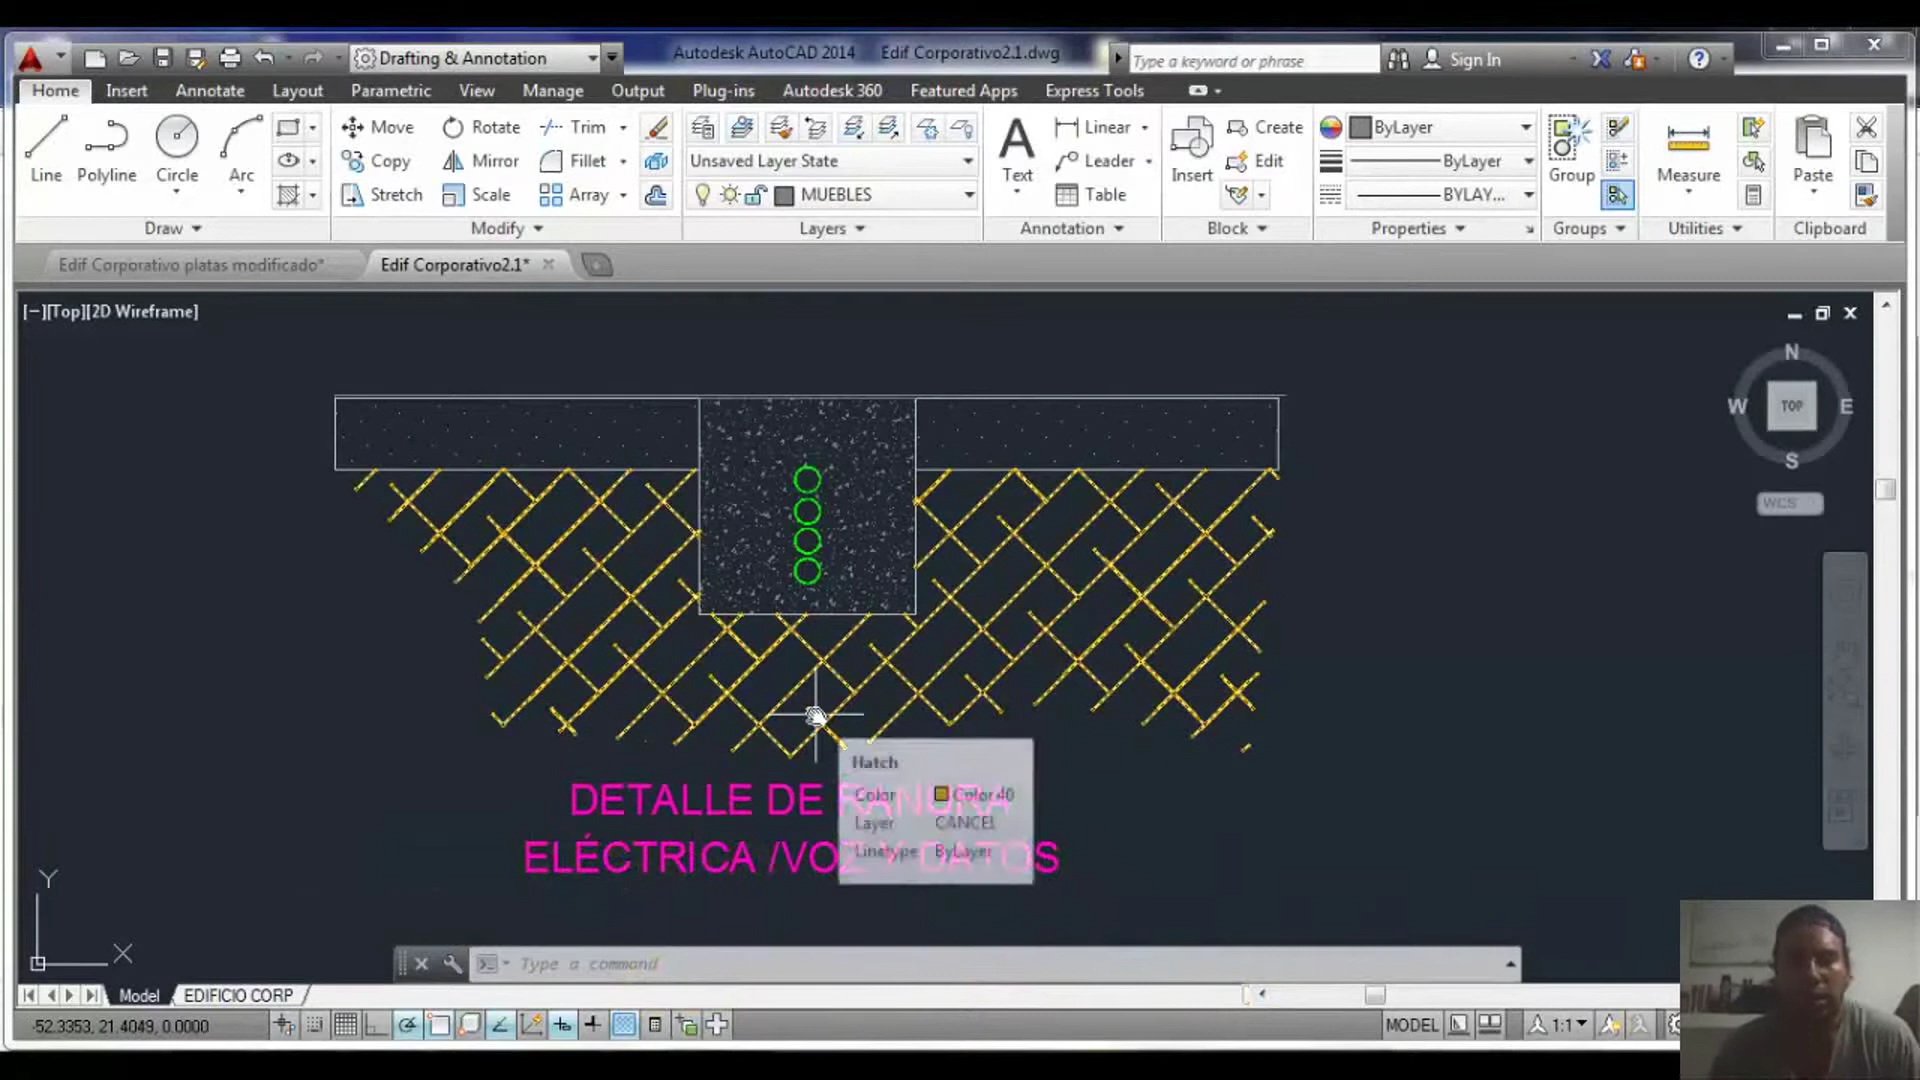 Drafting & Annotation
Autodesk AutoCAD 2014 Edif Corporativo2.1.dwg
Type a keyword or phrase
Sign In
Home Insert Annotate Layout Parametric View Manage Output Plug-ins Autodesk 360 Featured Apps Express Tools
Line Polyline Circle Arc
Move Rotate Trim
Copy Mirror Fillet
Stretch Scale Array
Unsaved Layer State
MUEBLES
Text
Linear
Leader
Table
Insert
Create
Edit
ByLayer
ByLayer
BYLAY...
Group
Measure
Paste
Draw Modify Layers Annotation Block Properties Groups Utilities Clipboard
Edif Corporativo platas modificado* Edif Corporativo2.1*
[−][Top][2D Wireframe]
N
W TOP E
S
WCS
Hatch
Color Color 40
Layer CANCEL
Linetype ByLayer
DETALLE DE RANURA
ELÉCTRICA /VOZ Y DATOS
Y
X
Type a command
Model EDIFICIO CORP
-52.3353, 21.4049, 0.0000
MODEL
1:1